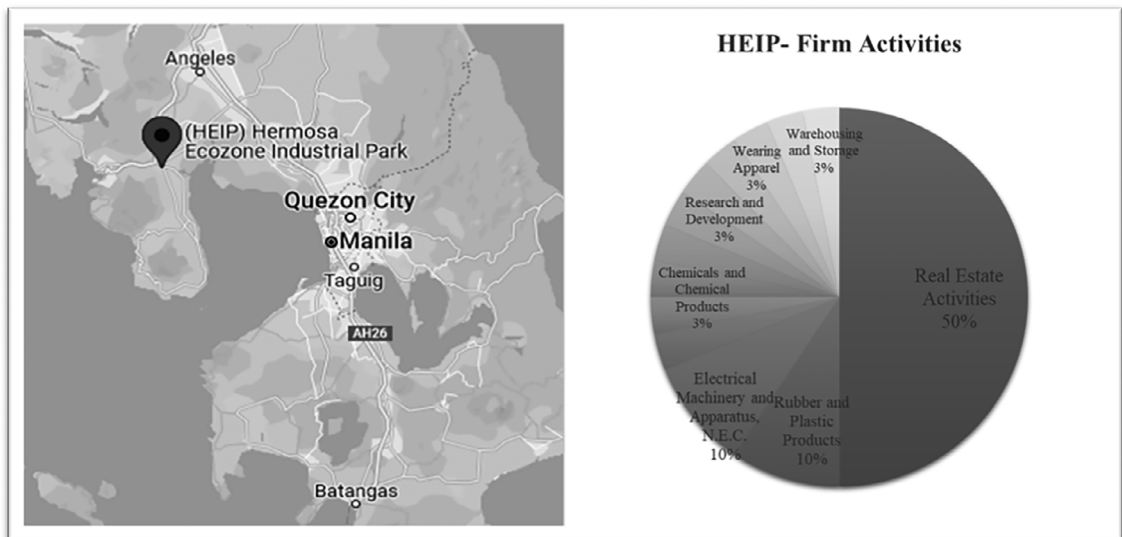 Angeles
(HEIP) Hermosa
Ecozone Industrial Park
Quezon City
Manila
Taguig
AH26
Batangas
HEIP- Firm Activities
Warehousing
and Storage
3%
Wearing
Apparel
3%
Research and
Development
3%
Chemicals and
Chemical
Products
3%
Electrical
Machinery and
Apparatus,
N.E.C.
10%
Rubber and
Plastic
Products
10%
Real Estate
Activities
50%